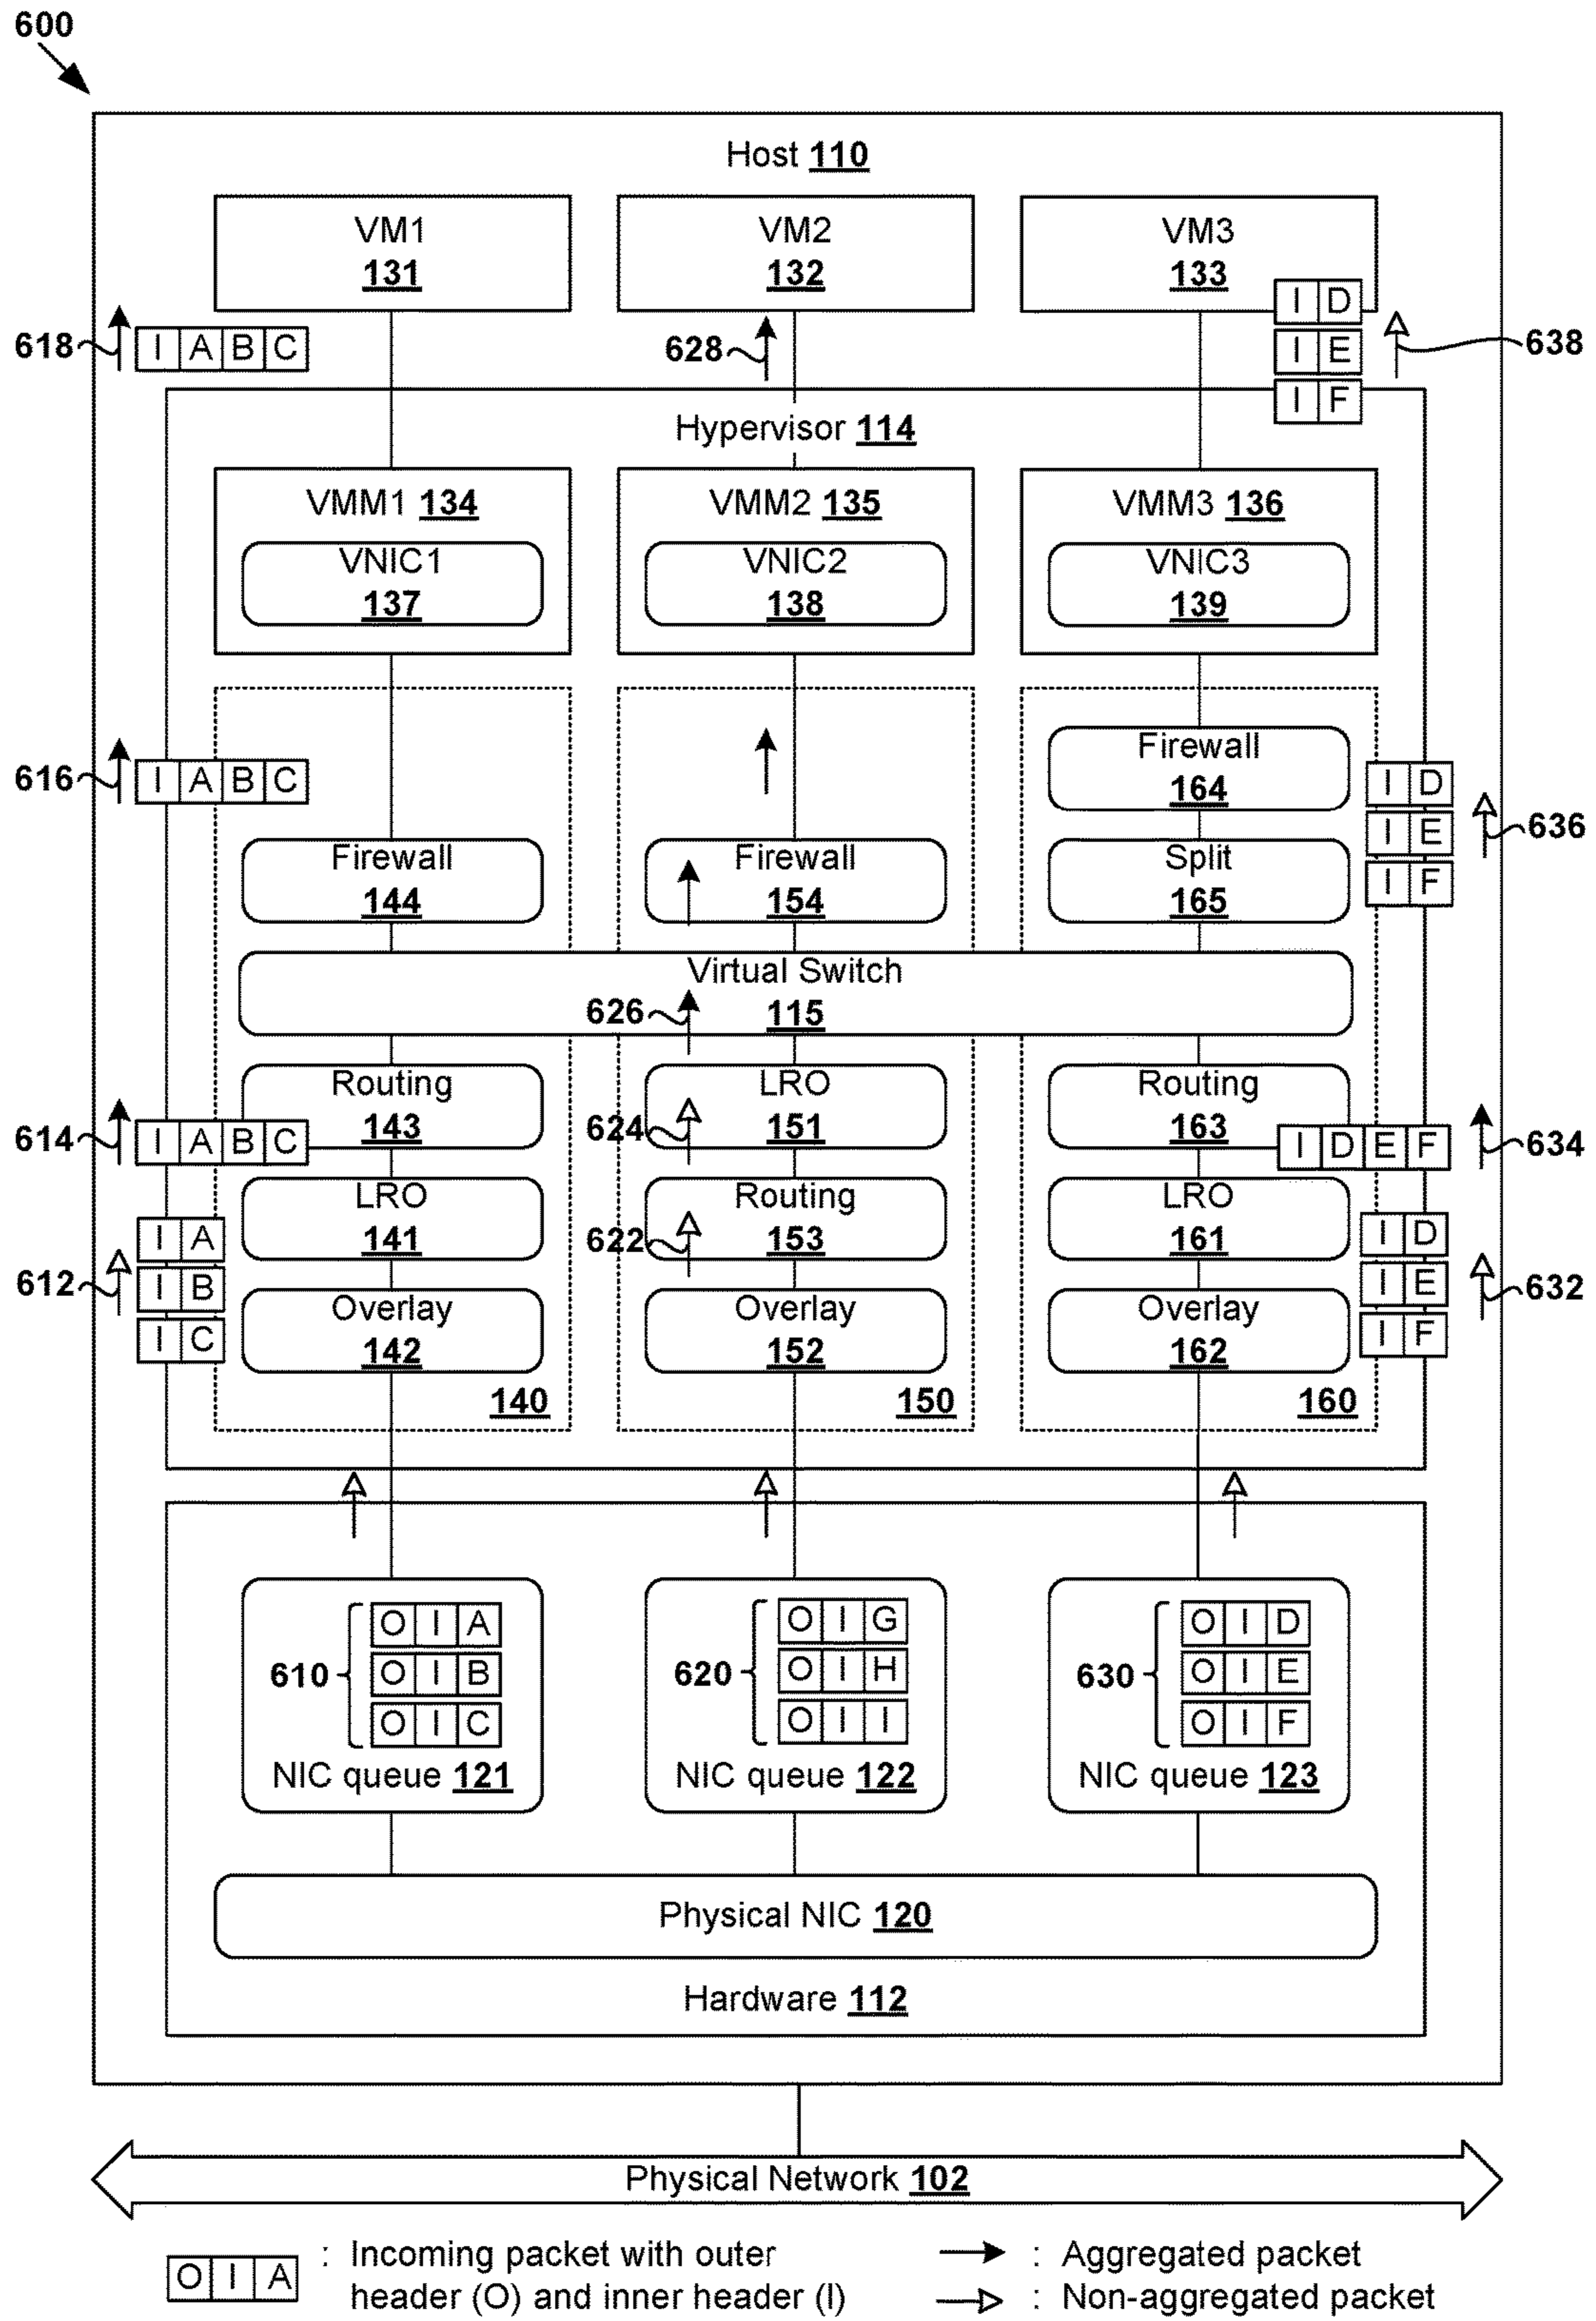 600
Host 110
VM1
131
VM2
132
VM3
133
I D
I E
I F
618
I A B C
628
638
Hypervisor 114
VMM1 134
VNIC1
137
VMM2 135
VNIC2
138
VMM3 136
VNIC3
139
616
I A B C
Firewall
164
I D
I E
I F
636
Firewall
144
Firewall
154
Split
165
Virtual Switch
626
115
Routing
143
624
LRO
151
Routing
163
614
I A B C
I D E F
634
LRO
141
622
Routing
153
LRO
161
612
I A
I B
I C
I D
I E
I F
632
Overlay
142
Overlay
152
Overlay
162
140
150
160
610
O I A
O I B
O I C
NIC queue 121
620
O I G
O I H
O I I
NIC queue 122
630
O I D
O I E
O I F
NIC queue 123
Physical NIC 120
Hardware 112
Physical Network 102
O I A : Incoming packet with outer
header (O) and inner header (I)
: Aggregated packet
: Non-aggregated packet